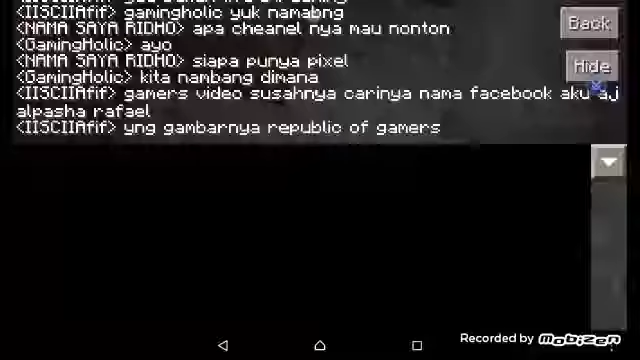 <IISCIIAfif> gamingholic yuk namabng
<NAMA SAYA RIDHO> apa cheanel nya mau nonton
<GamingHolic> ayo
<NAMA SAYA RIDHO> siapa punya pixel
<GamingHolic> kita nambang dimana
<IISCIIAfif> gamers video susahnya carinya nama facebook aku aj
alpasha rafael
<IISCIIAfif> yng gambarnya republic of gamers
Back
Hide
Recorded by Mobizen